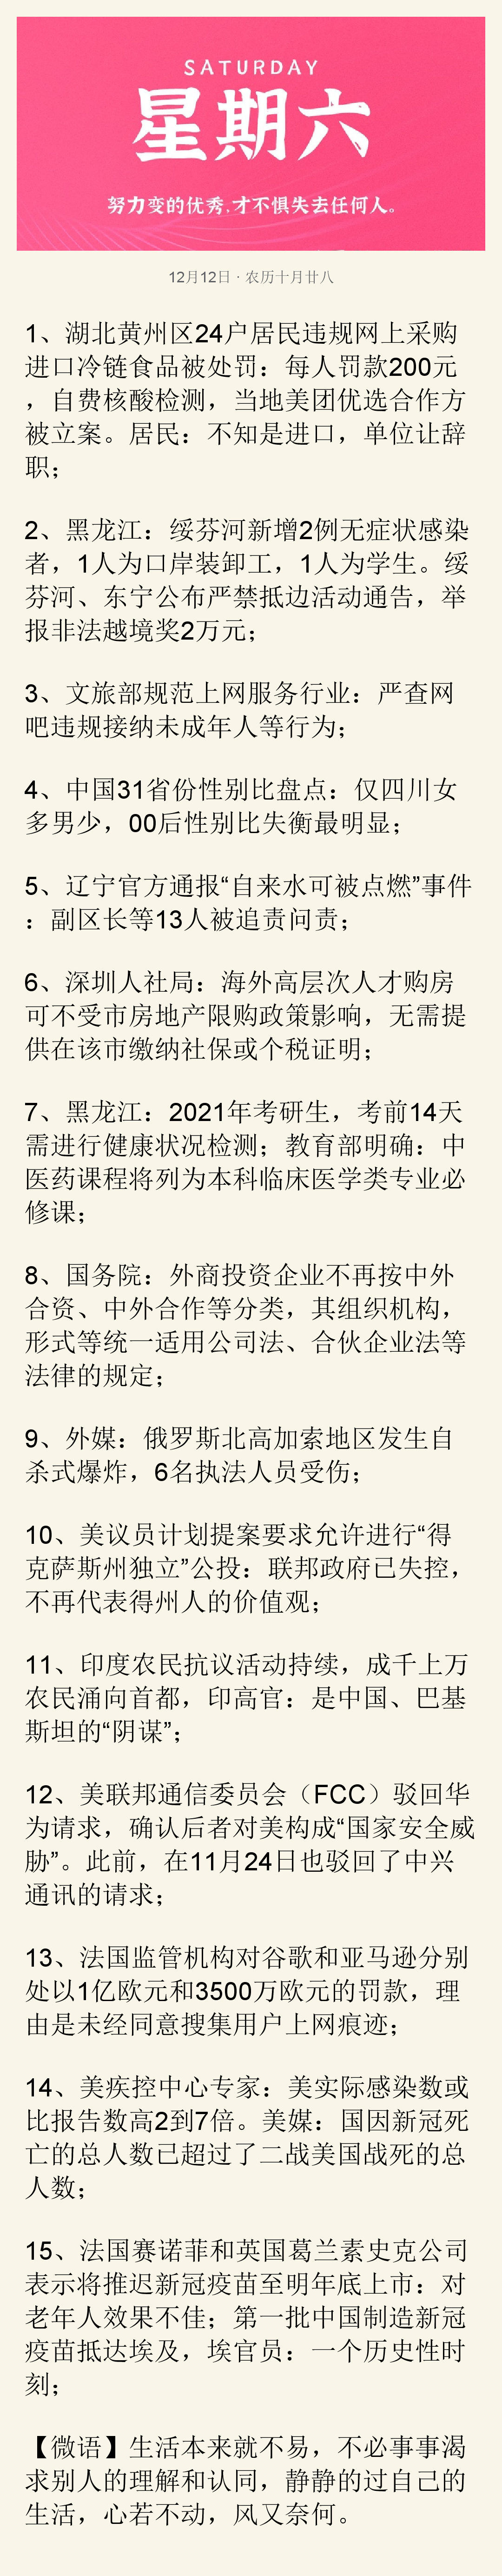 SATURDAY
星期六
努力变的优秀,才不惧失去任何人。
12月12日 · 农历十月廿八
1、湖北黄州区24户居民违规网上采购
进口冷链食品被处罚：每人罚款200元
，自费核酸检测，当地美团优选合作方
被立案。居民：不知是进口，单位让辞
职；
2、黑龙江：绥芬河新增2例无症状感染
者，1人为口岸装卸工，1人为学生。绥
芬河、东宁公布严禁抵边活动通告，举
报非法越境奖2万元；
3、文旅部规范上网服务行业：严查网
吧违规接纳未成年人等行为；
4、中国31省份性别比盘点：仅四川女
多男少，00后性别比失衡最明显；
5、辽宁官方通报“自来水可被点燃”事件
：副区长等13人被追责问责；
6、深圳人社局：海外高层次人才购房
可不受市房地产限购政策影响，无需提
供在该市缴纳社保或个税证明；
7、黑龙江：2021年考研生，考前14天
需进行健康状况检测；教育部明确：中
医药课程将列为本科临床医学类专业必
修课；
8、国务院：外商投资企业不再按中外
合资、中外合作等分类，其组织机构，
形式等统一适用公司法、合伙企业法等
法律的规定；
9、外媒：俄罗斯北高加索地区发生自
杀式爆炸，6名执法人员受伤；
10、美议员计划提案要求允许进行“得
克萨斯州独立”公投：联邦政府已失控，
不再代表得州人的价值观；
11、印度农民抗议活动持续，成千上万
农民涌向首都，印高官：是中国、巴基
斯坦的“阴谋”；
12、美联邦通信委员会（FCC）驳回华
为请求，确认后者对美构成“国家安全威
胁”。此前，在11月24日也驳回了中兴
通讯的请求；
13、法国监管机构对谷歌和亚马逊分别
处以1亿欧元和3500万欧元的罚款，理
由是未经同意搜集用户上网痕迹；
14、美疾控中心专家：美实际感染数或
比报告数高2到7倍。美媒：国因新冠死
亡的总人数已超过了二战美国战死的总
人数；
15、法国赛诺菲和英国葛兰素史克公司
表示将推迟新冠疫苗至明年底上市：对
老年人效果不佳；第一批中国制造新冠
疫苗抵达埃及，埃官员：一个历史性时
刻；
【微语】生活本来就不易，不必事事渴
求别人的理解和认同，静静的过自己的
生活，心若不动，风又奈何。